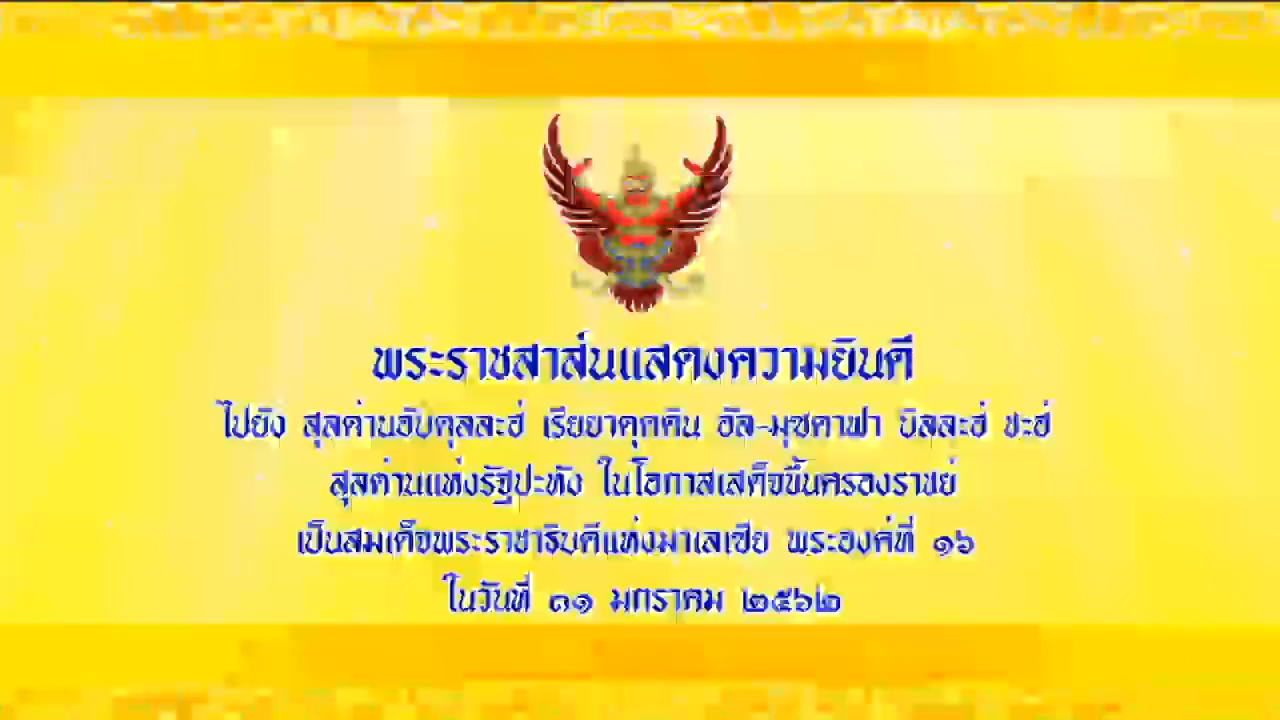 พระราชสาส์นแสดงความยินดี
ไปยัง สุลต่านอับดุลละฮ์ เรียยาตุดดิน อัล-มุซตาฟา บิลละฮ์ ชะฮ์
สุลต่านแห่งรัฐปะหัง ในโอกาสเสด็จขึ้นครองราชย์
เป็นสมเด็จพระราชาธิบดีแห่งมาเลเซีย พระองค์ที่ ๑๖
ในวันที่ ๓๑ มกราคม ๒๕๖๒